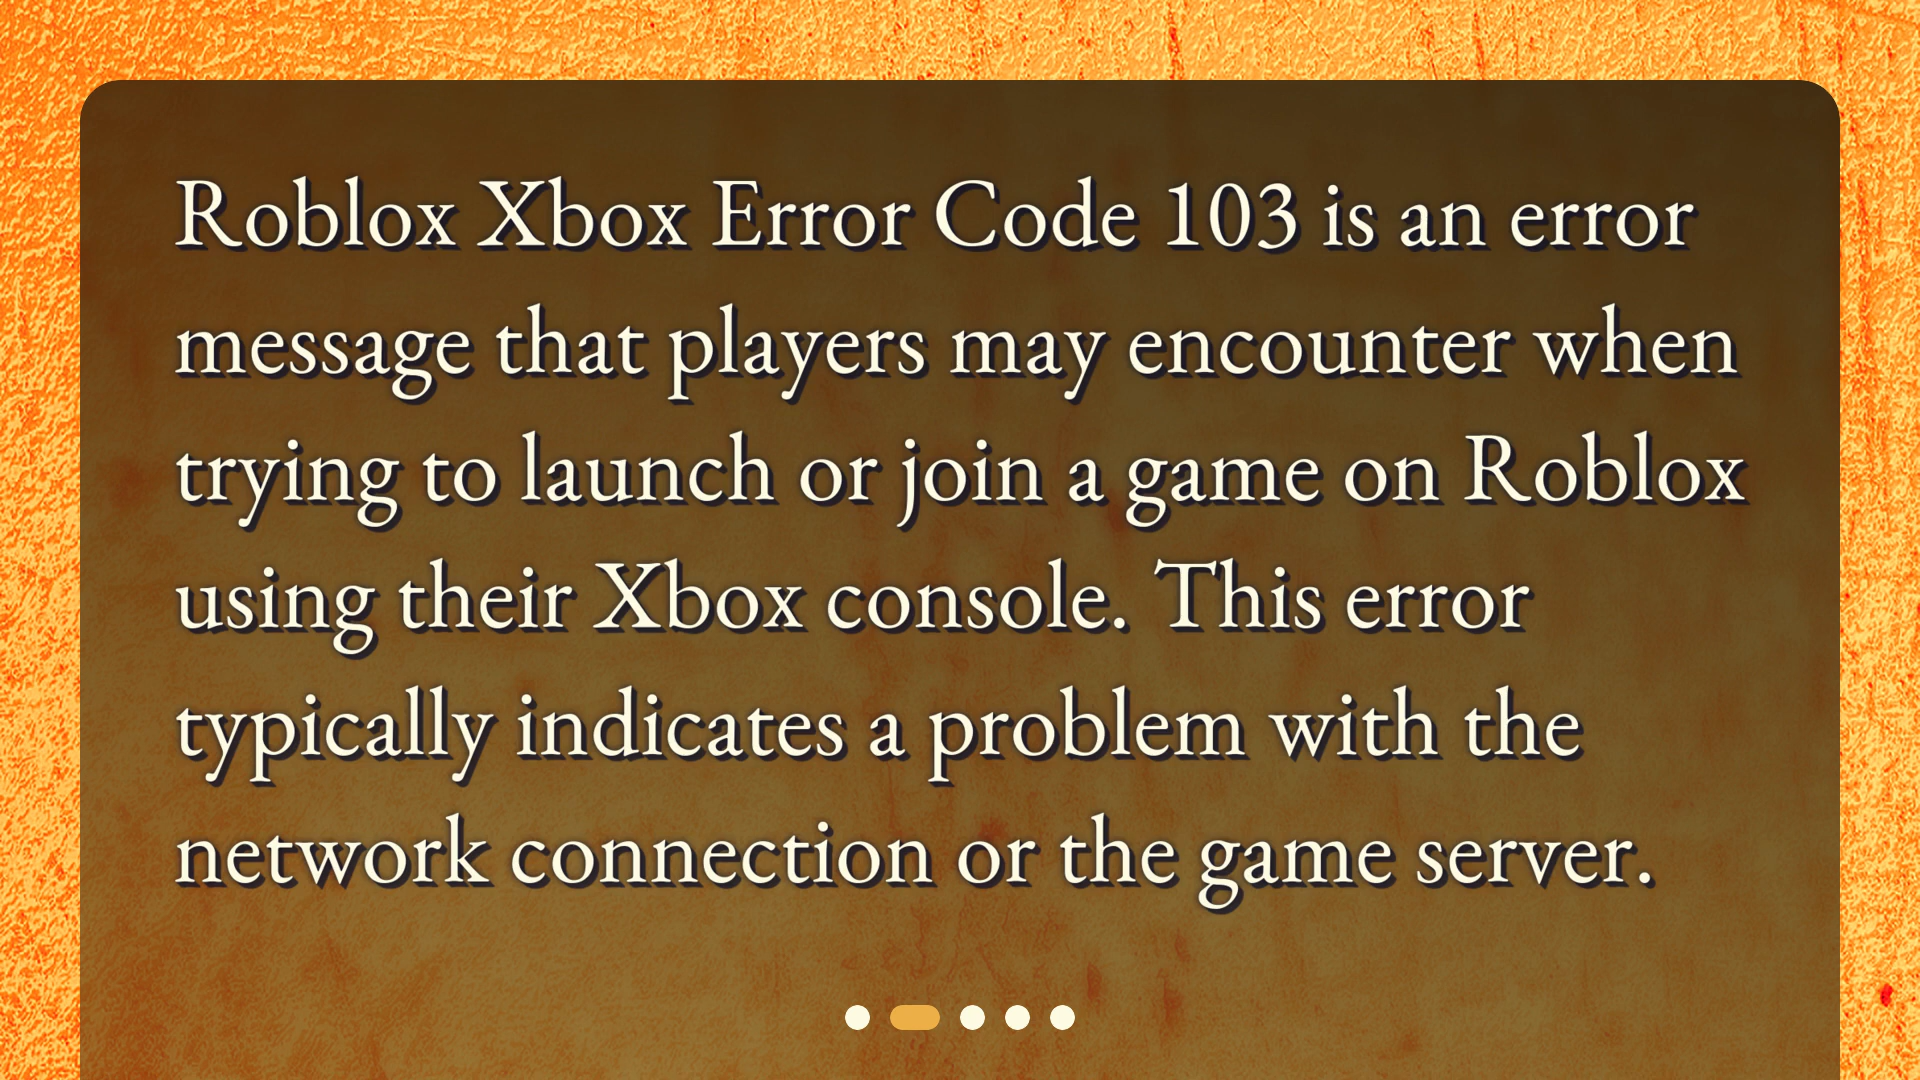 Roblox Xbox Error Code 103 is an error
message that players may encounter when
trying to launch or join a game on Roblox
using their Xbox console. This error
typically indicates a problem with the
network connection or the game server.